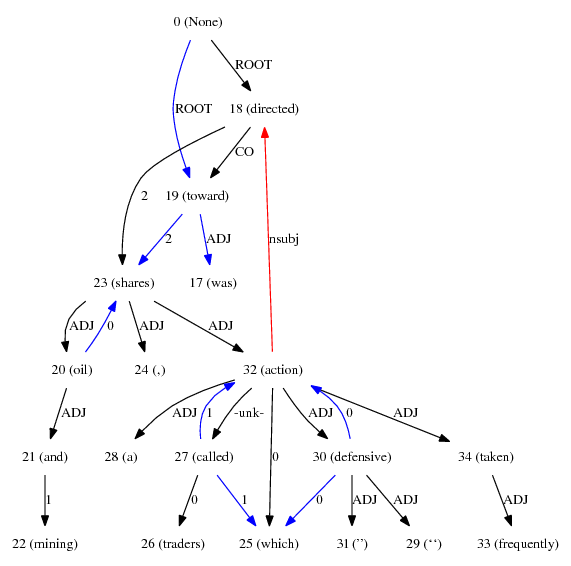 0 (None)
ROOT
ROOT
18 (directed)
CO
2
19 (toward)
2
ADJ
nsubj
23 (shares)
17 (was)
ADJ
0
ADJ
ADJ
20 (oil)
24 (,)
32 (action)
ADJ
ADJ
1
-unk-
0
ADJ
0
ADJ
21 (and)
28 (a)
27 (called)
30 (defensive)
34 (taken)
1
0
1
0
ADJ
ADJ
ADJ
22 (mining)
26 (traders)
25 (which)
31 ('')
29 (``)
33 (frequently)